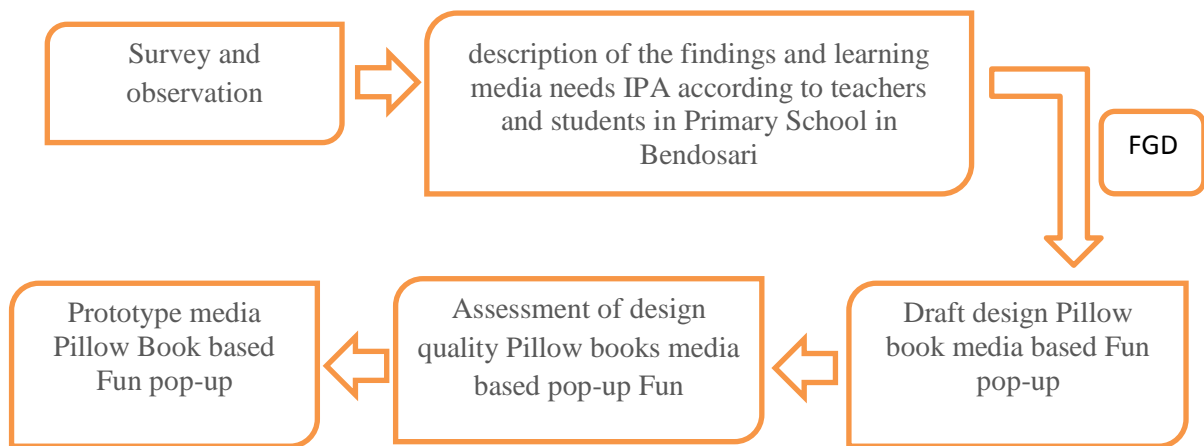 Survey and
observation
description of the findings and learning
media needs IPA according to teachers
and students in Primary School in
Bendosari
FGD
Draft design Pillow
book media based Fun
pop-up
Assessment of design
quality Pillow books media
based pop-up Fun
Prototype media
Pillow Book based
Fun pop-up